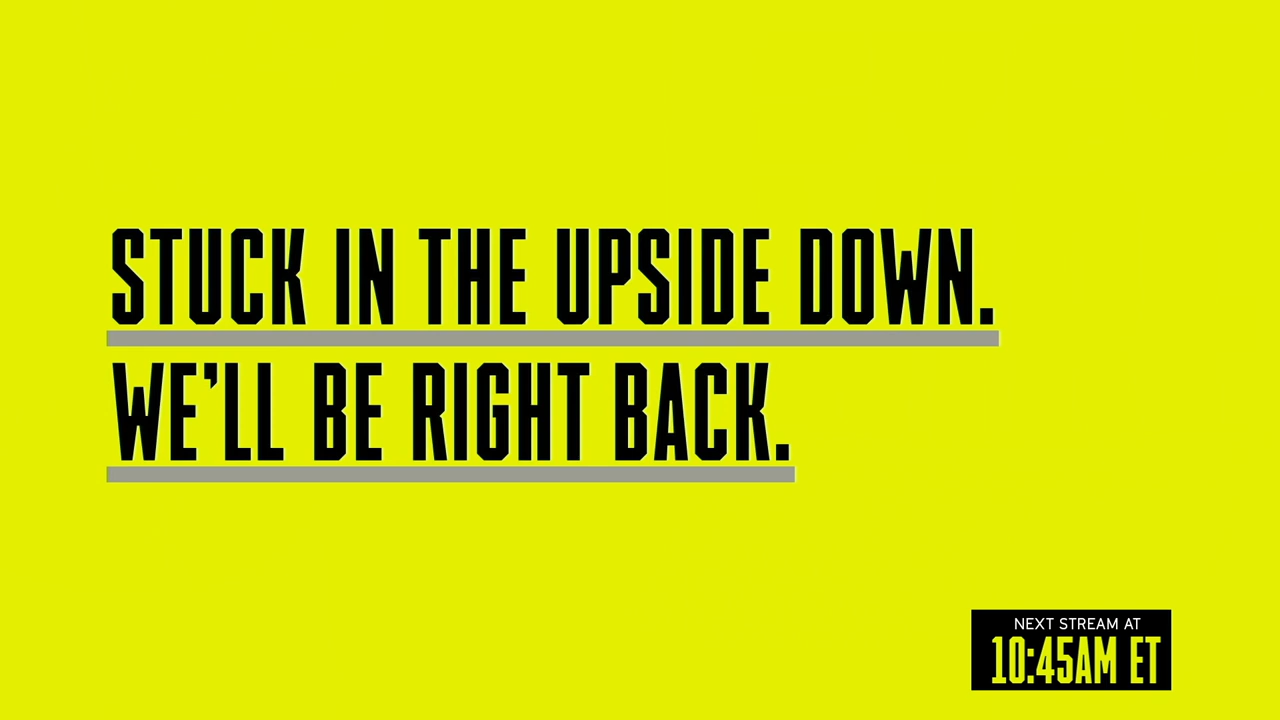 STUCK IN THE UPSIDE DOWN.
WE’LL BE RIGHT BACK.
NEXT STREAM AT
10:45AM ET